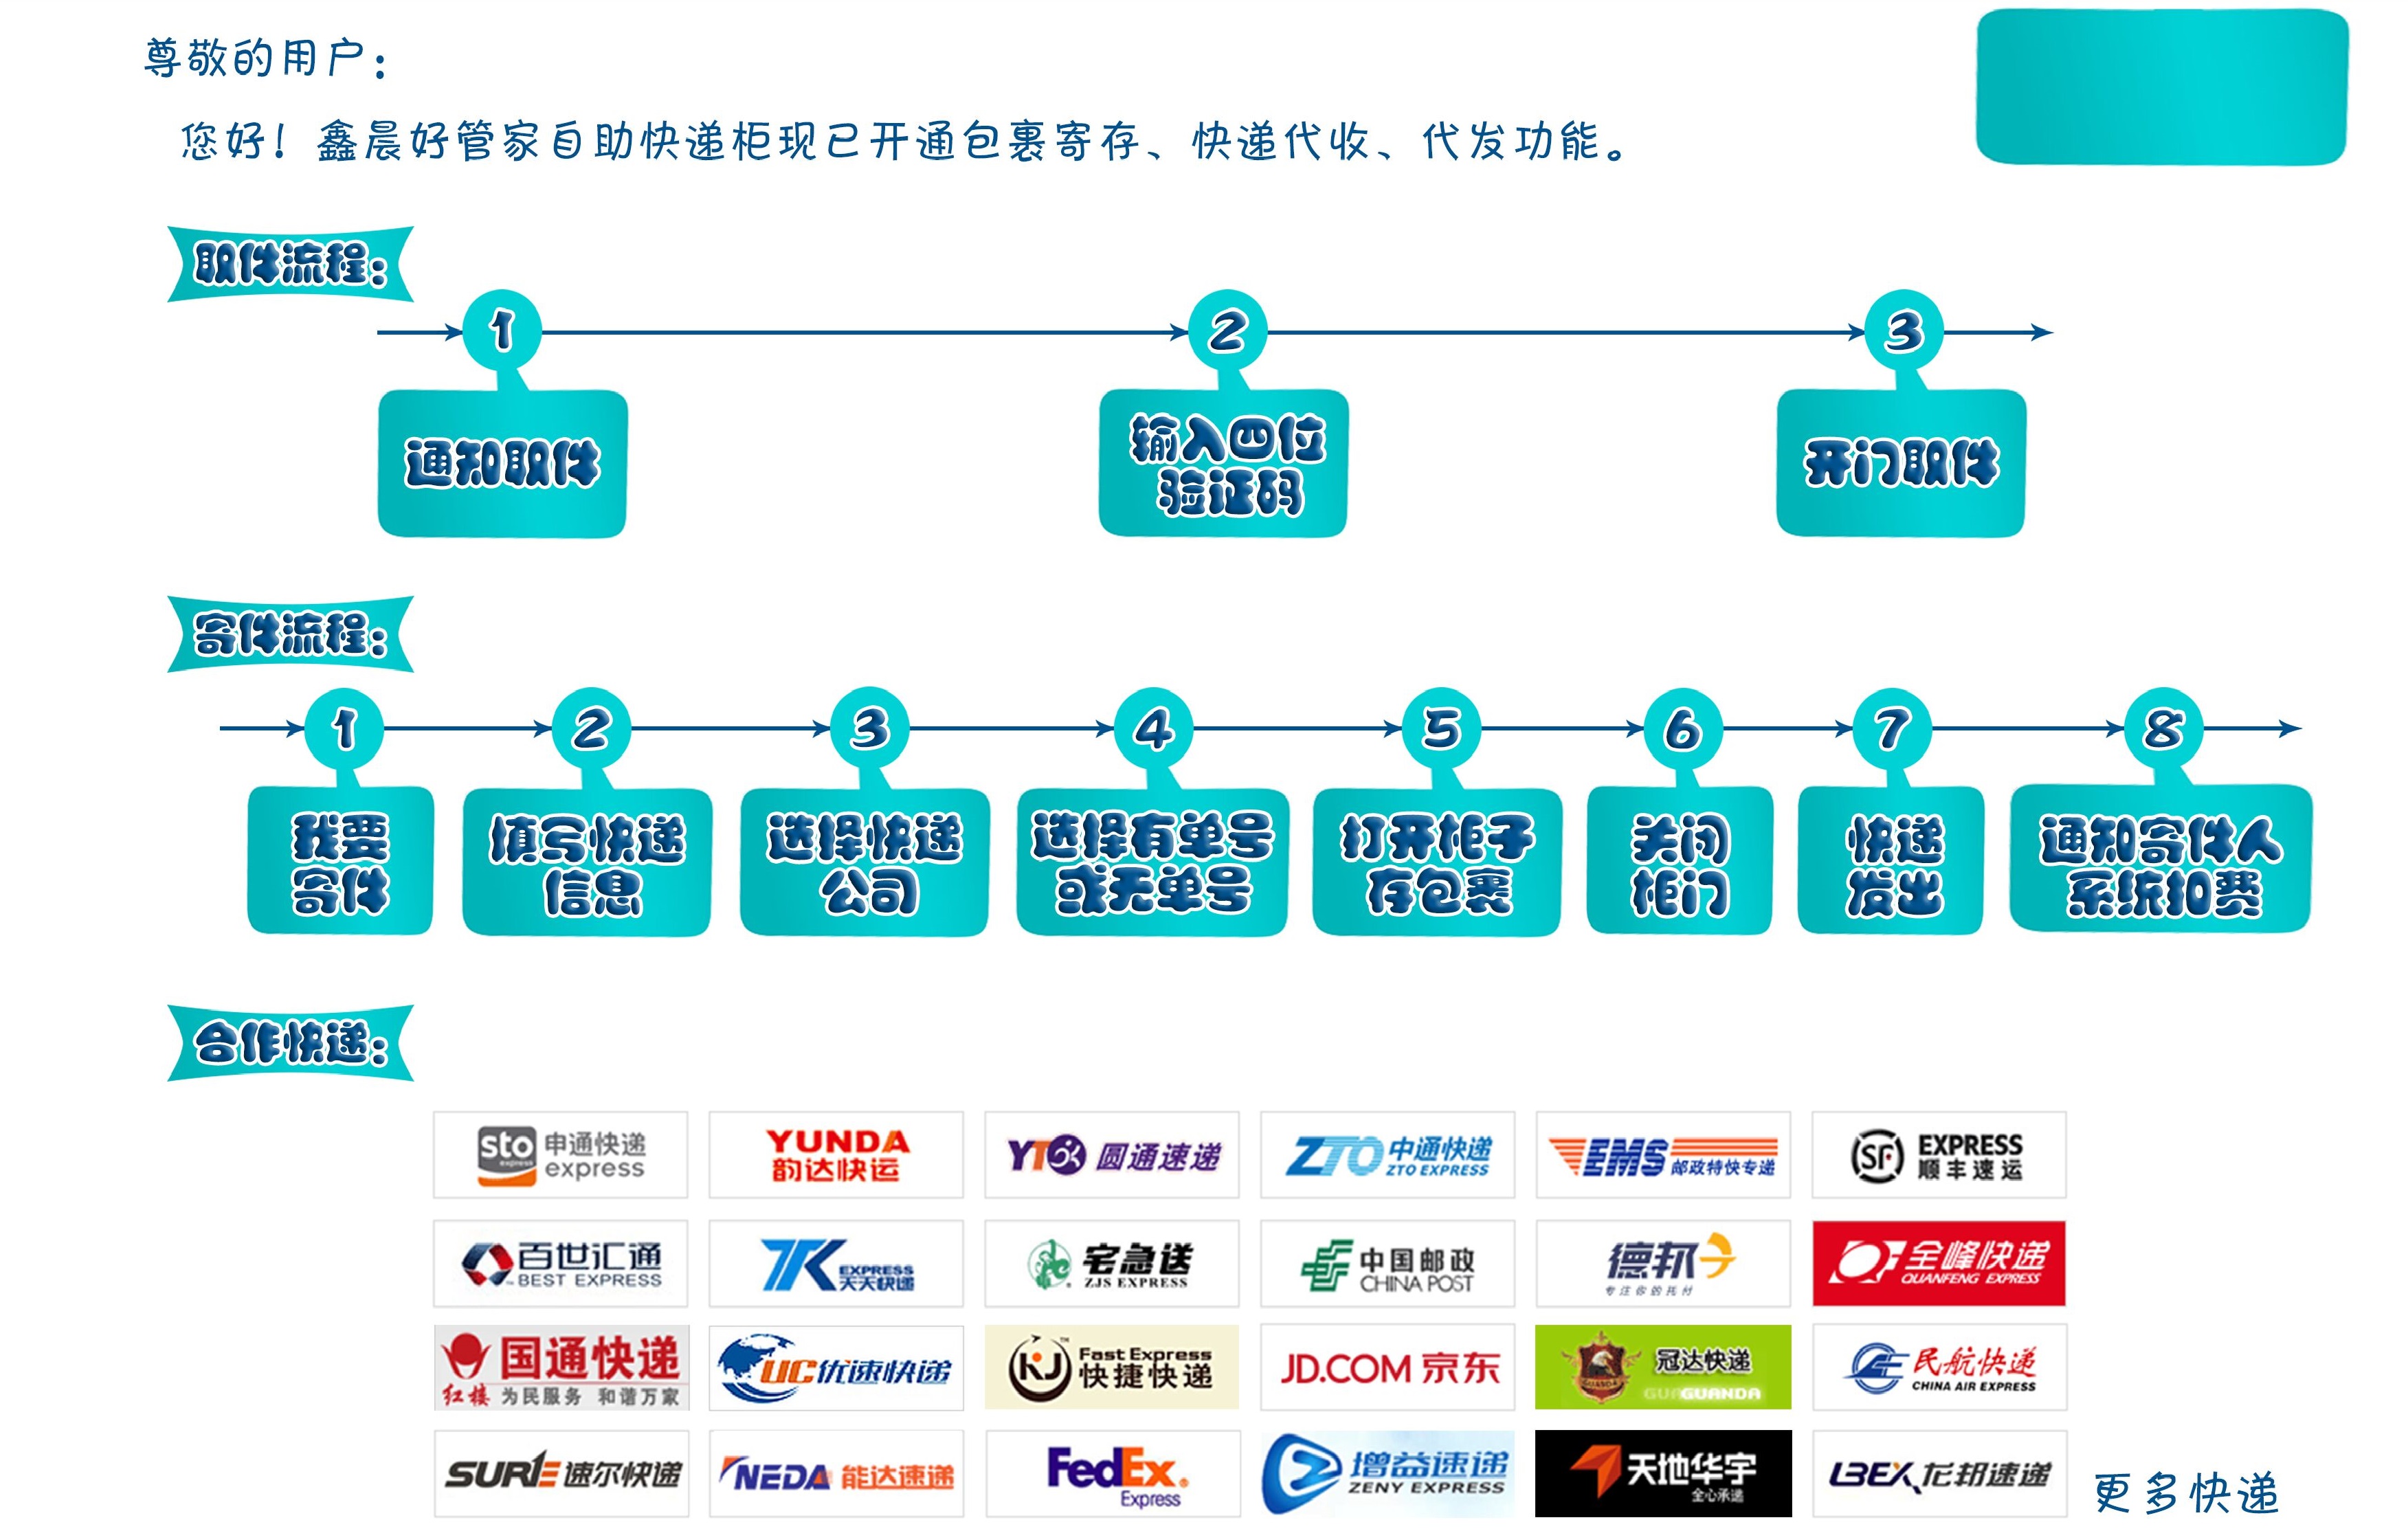 尊敬的用户：
您好！鑫晨好管家自助快递柜现已开通包裹寄存、快递代收、代发功能。
取件流程：
1
2
3
通知取件
输入四位
验证码
开门取件
寄件流程：
1
2
3
4
5
6
7
8
我要
寄件
填写快递
信息
选择快递
公司
选择有单号
或无单号
打开柜子
存包裹
关闭
柜门
快递
发出
通知寄件人
系统扣费
合作快递：
sto express 申通快递
express
YUNDA
韵达快运
YTO 圆通速递
ZTO 中通快递
ZTO EXPRESS
EMS 邮政特快专递
SF EXPRESS
顺丰速运
百世汇通
BEST EXPRESS
TTK EXPRESS
天天快递
宅急送
ZJS EXPRESS
中国邮政
CHINA POST
德邦
专注你的托付
QF 全峰快递
QUANFENG EXPRESS
国通快递
红楼 为民服务 和谐万家
UC 优速快递
KJ Fast Express
快捷快递
JD.COM 京东
冠达快递
GUANDA GUAGUANDA
民航快递
CHINA AIR EXPRESS
SURE 速尔快递
NEDA 能达速递
FedEx
Express
增益速递
ZENY EXPRESS
天地华宇
全心承递
LBEX 龙邦速递
更多快递